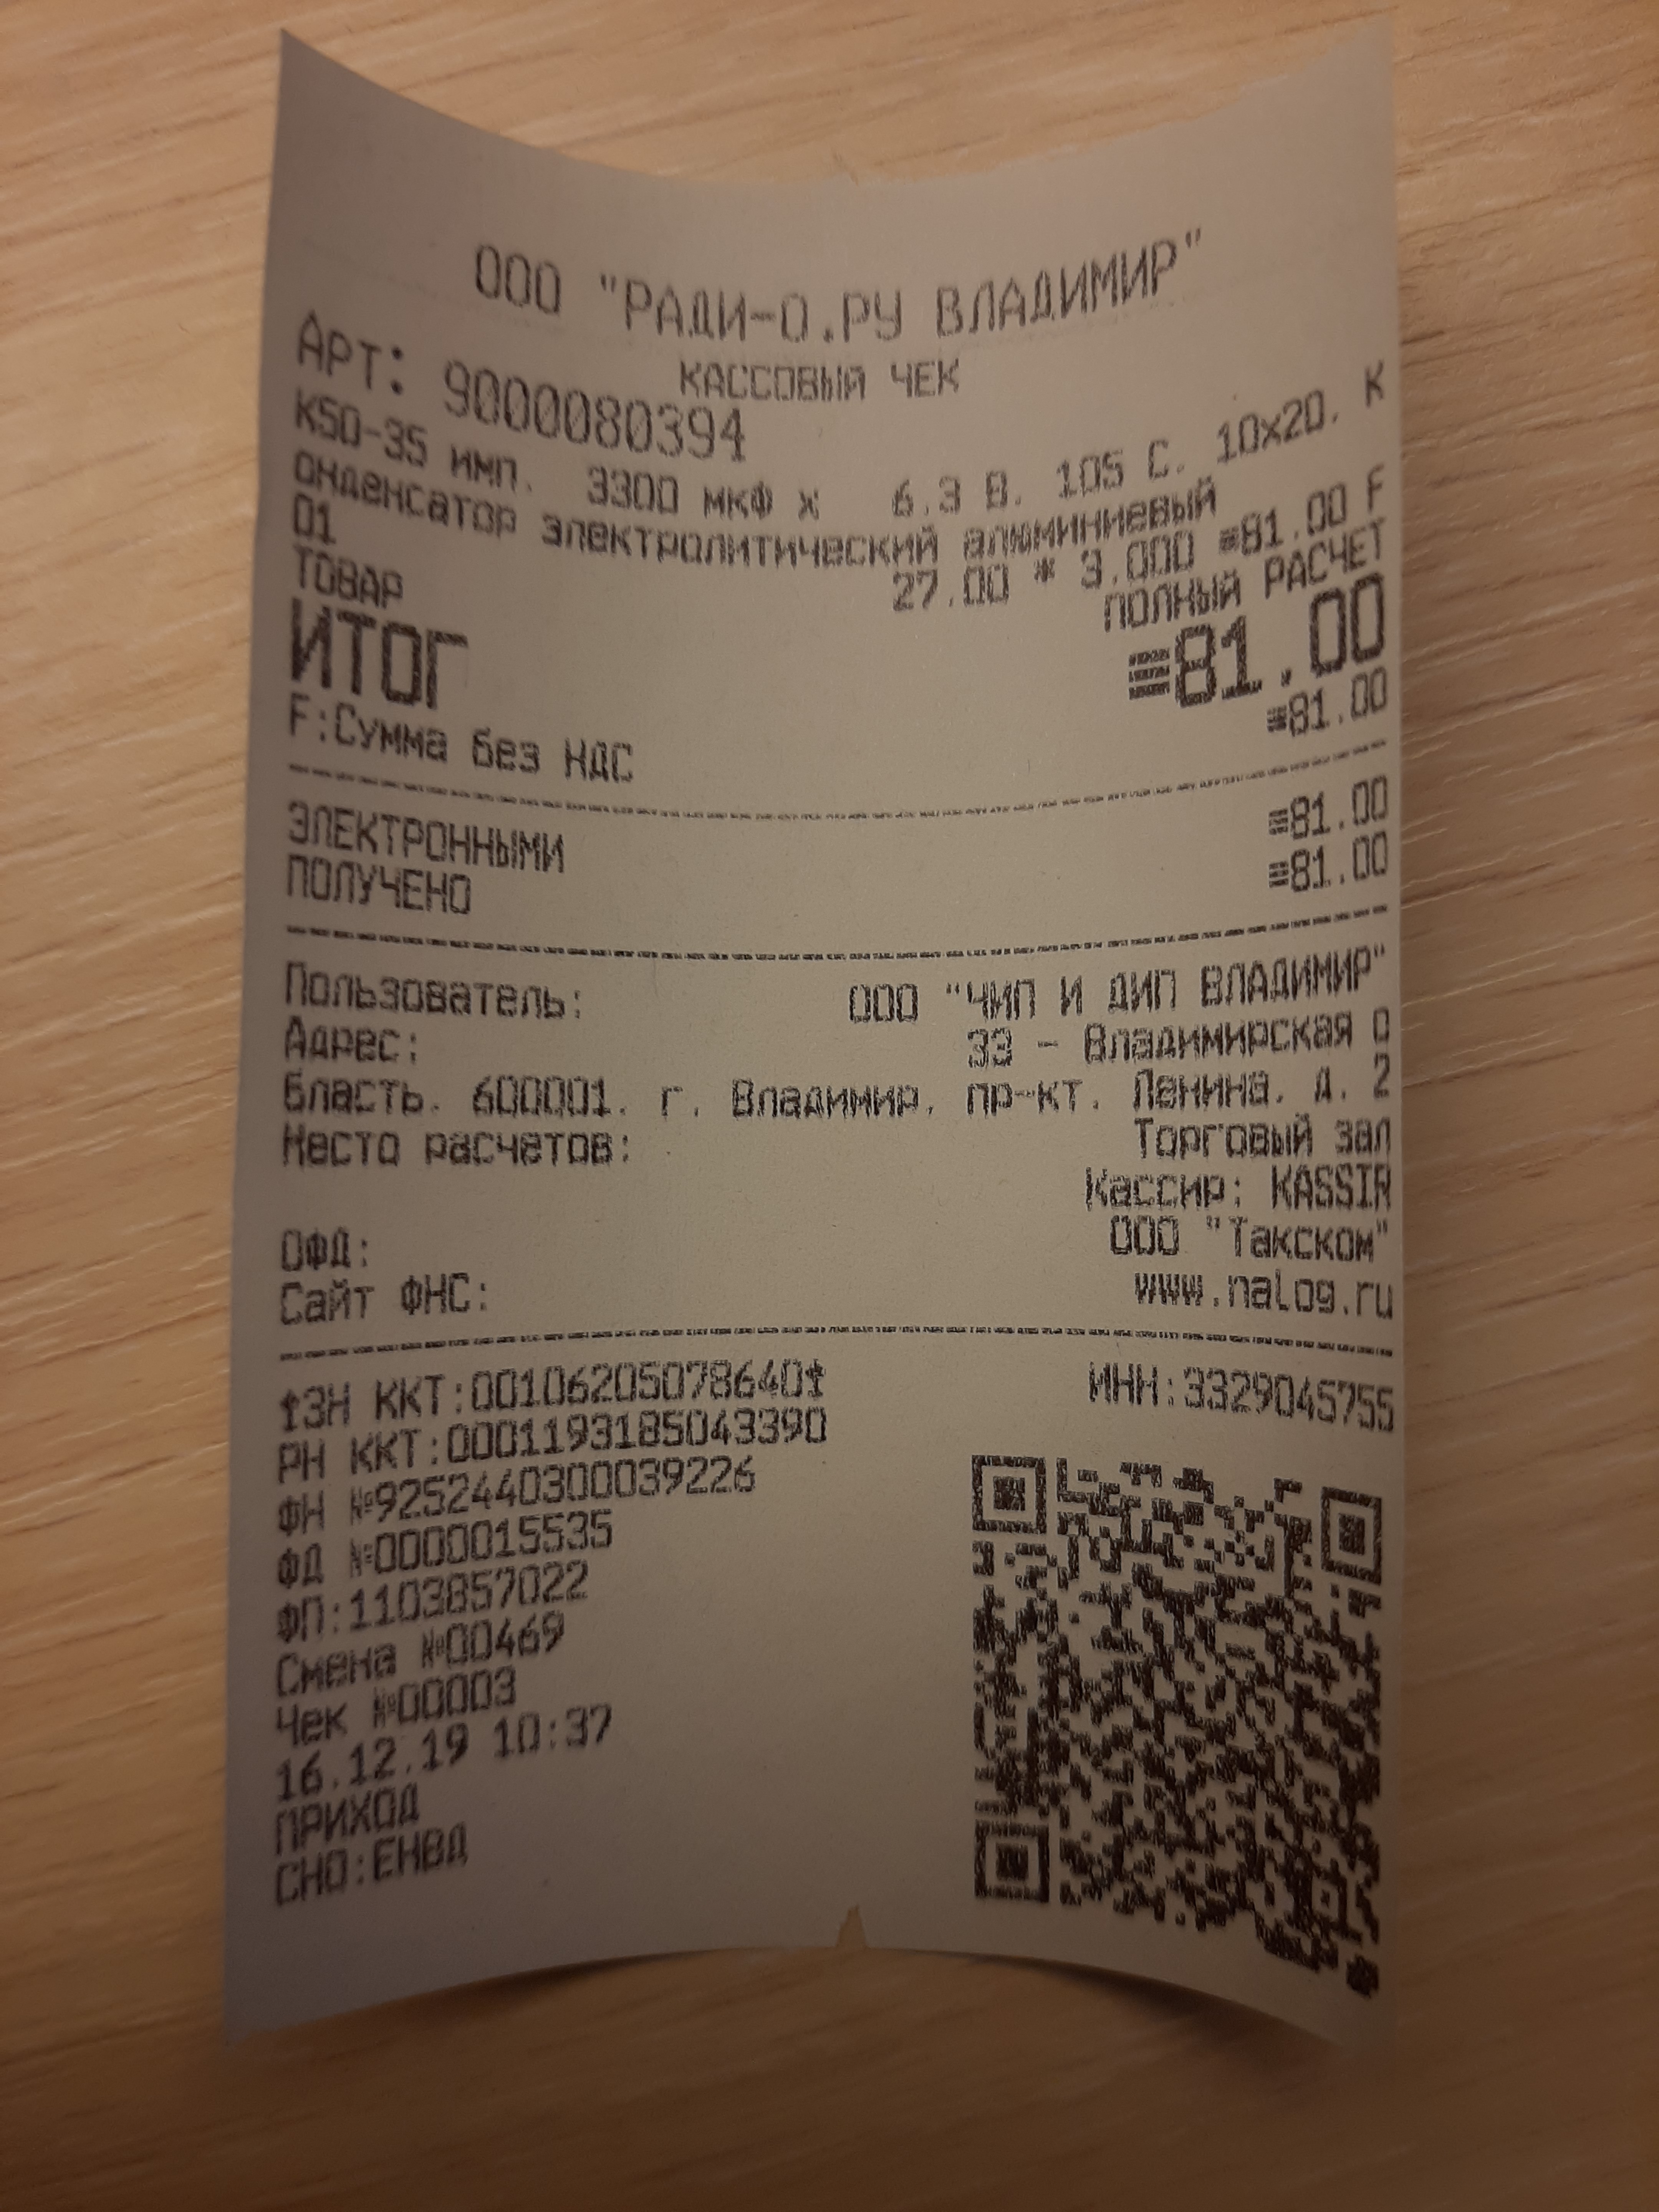 ООО "РАДИ-О.РУ ВЛАДИМИР"
КАССОВЫЙ ЧЕК
Арт: 9000080394
К50-35 имп. 3300 мкФ х 6.3 В. 105 С. 10х20. К
онденсатор электролитический алюминиевый
01 27.00 * 3.000 ≡81.00 F
ТОВАР ПОЛНЫЙ РАСЧЕТ
ИТОГ ≡81.00
F:Сумма без НДС ≡81.00
ЭЛЕКТРОННЫМИ ≡81.00
ПОЛУЧЕНО ≡81.00
Пользователь: ООО "ЧИП И ДИП ВЛАДИМИР"
Адрес: 33 - Владимирская о
бласть. 600001. г. Владимир. пр-кт. Ленина. д. 2
Место расчетов: Торговый зал
Кассир: KASSIR
ОФД: ООО "Такском"
Сайт ФНС: www.nalog.ru
↑ЗН ККТ:00106205078640↑ ИНН:3329045755
РН ККТ:0001193185043390
ФН №9252440300039226
ФД №0000015535
ФП:1103857022
Смена №00469
Чек №00003
16.12.19 10:37
ПРИХОД
СНО:ЕНВД